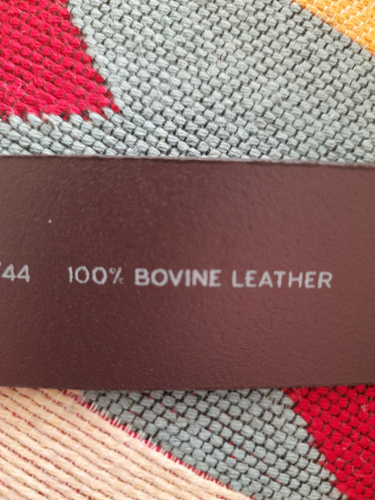 /44 100% BOVINE LEATHER